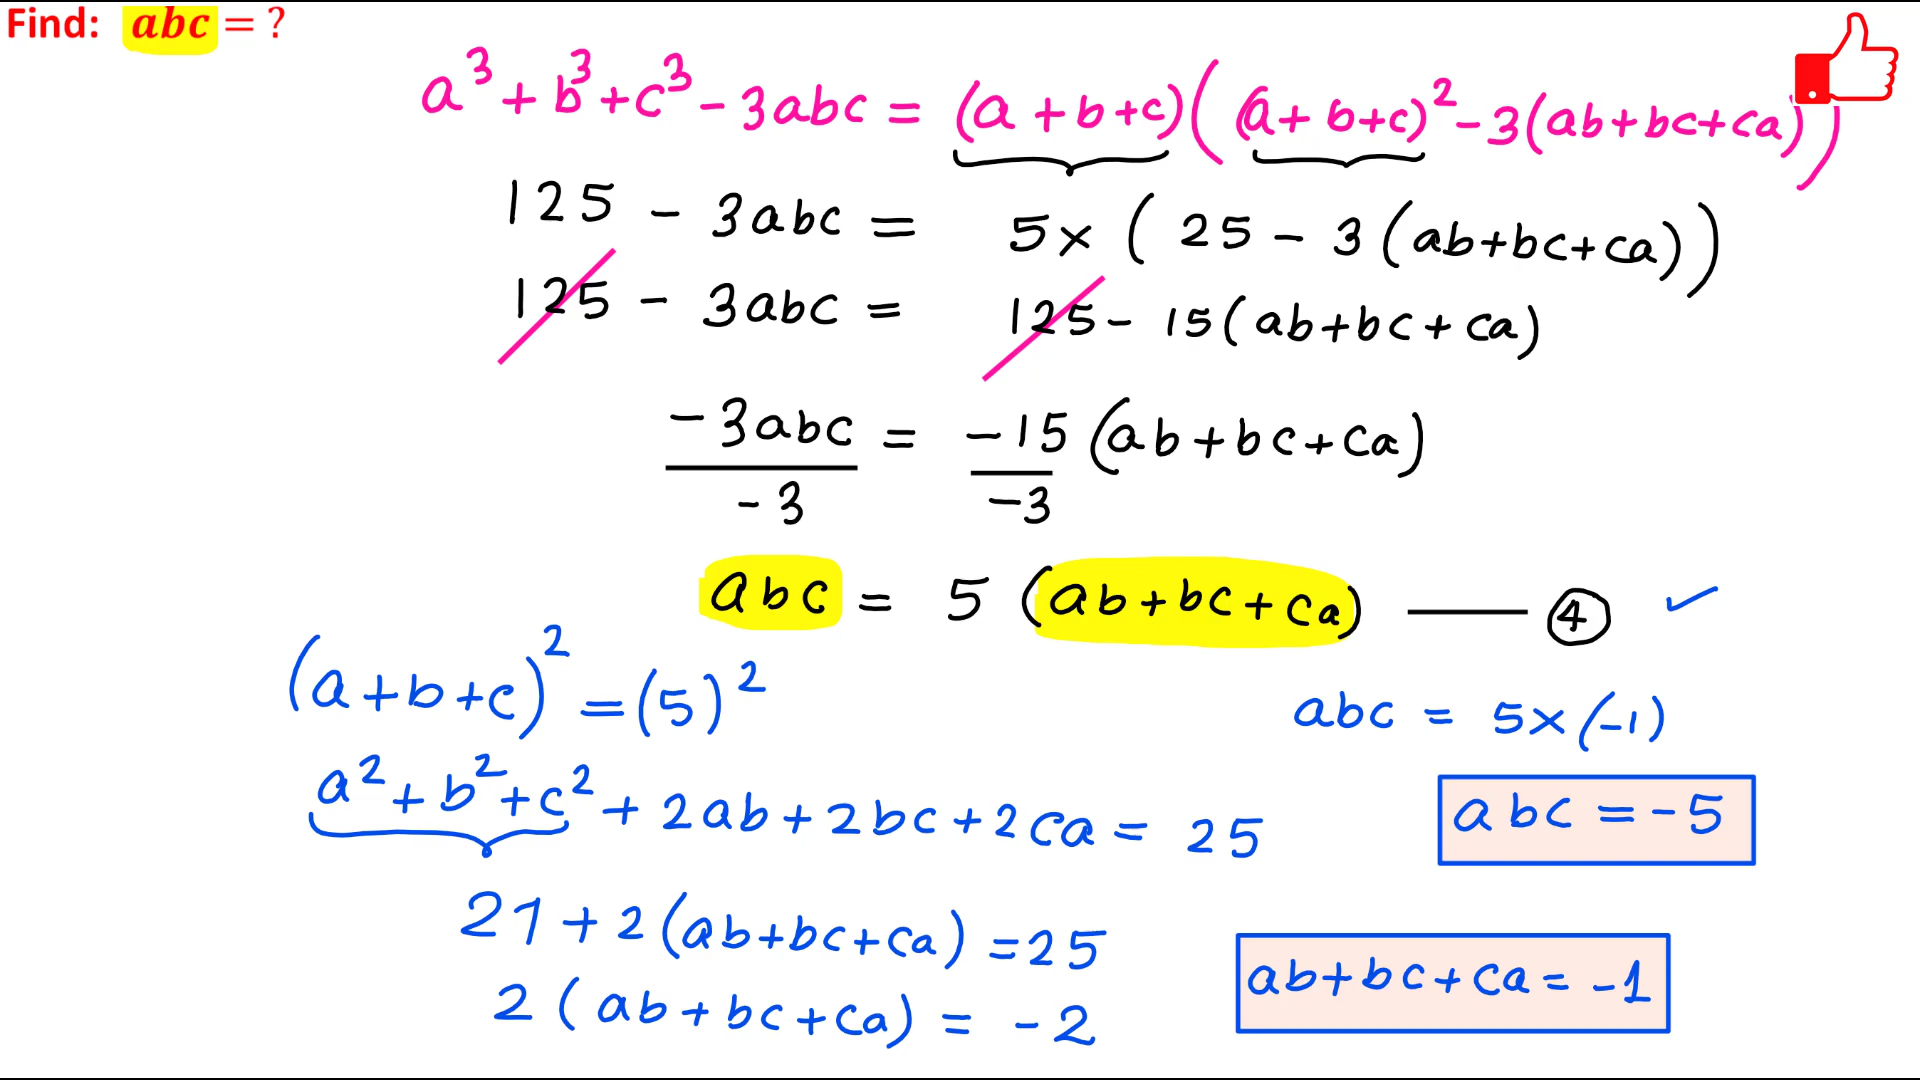 Find: abc = ?
a³ + b³ + c³ - 3abc = (a + b + c)((a + b + c)² - 3(ab + bc + ca))
125 - 3abc = 5 × (25 - 3(ab + bc + ca))
125 - 3abc = 125 - 15(ab + bc + ca)
-3abc / -3 = -15 / -3 (ab + bc + ca)
abc = 5 (ab + bc + ca) —— ④ ✓
(a + b + c)² = (5)²
a² + b² + c² + 2ab + 2bc + 2ca = 25
27 + 2(ab + bc + ca) = 25
2 (ab + bc + ca) = -2
abc = 5 × (-1)
abc = -5
ab + bc + ca = -1